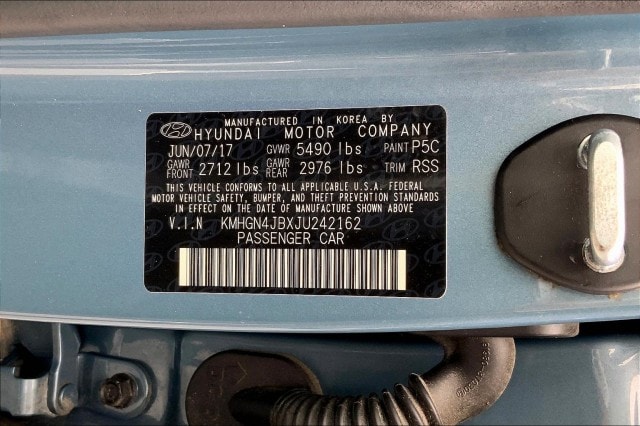 MANUFACTURED IN KOREA BY
HYUNDAI MOTOR COMPANY
JUN/07/17 GVWR 5490 lbs PAINT P5C
GAWR FRONT 2712 lbs GAWR REAR 2976 lbs TRIM RSS
THIS VEHICLE CONFORMS TO ALL APPLICABLE U.S.A. FEDERAL
MOTOR VEHICLE SAFETY, BUMPER, AND THEFT PREVENTION STANDARDS
IN EFFECT ON THE DATE OF MANUFACTURE SHOWN ABOVE
V.I.N KMHGN4JBXJU242162
PASSENGER CAR